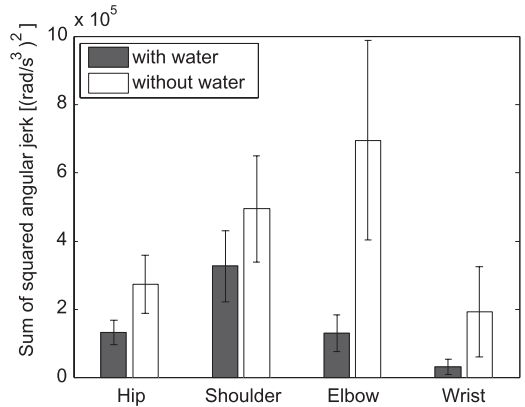 10 x 10^5
Sum of squared angular jerk [(rad/s^3)^2]
with water
without water
8
6
4
2
0
Hip Shoulder Elbow Wrist